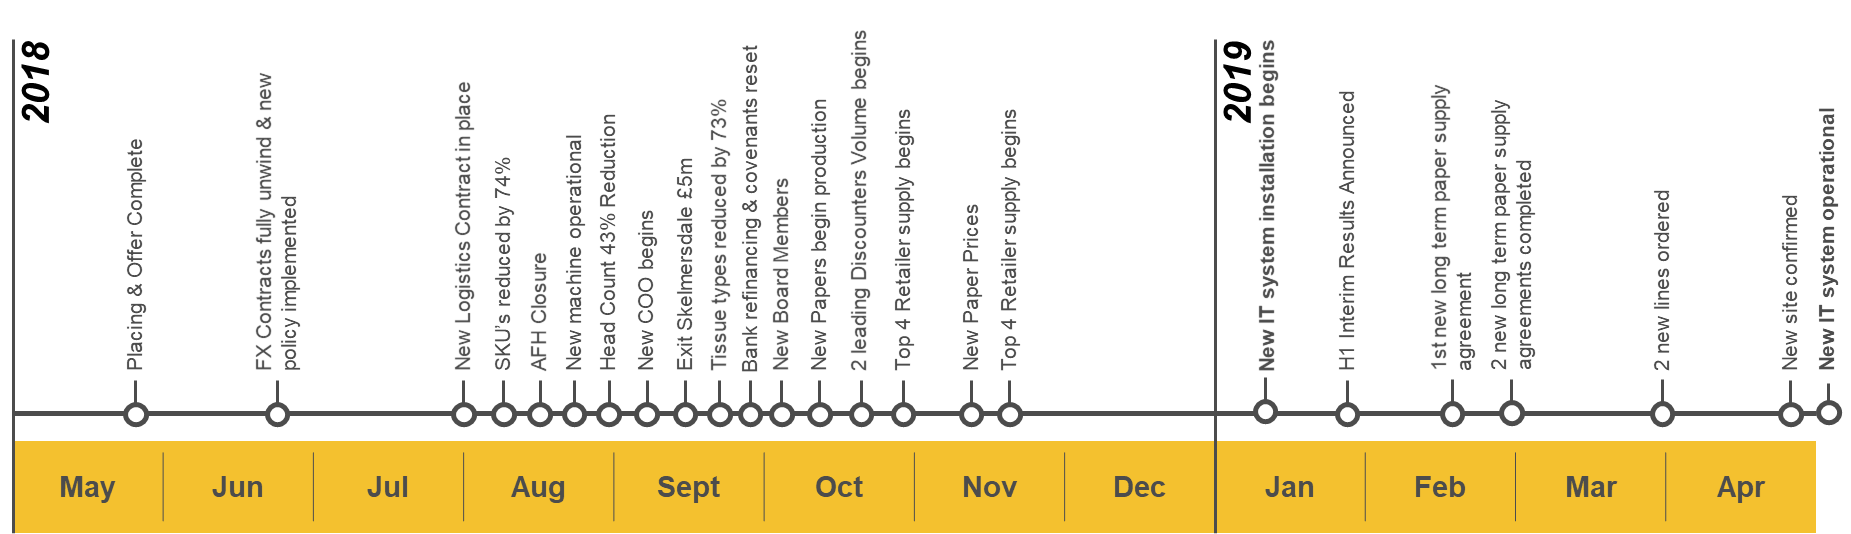 2018
Placing & Offer Complete
FX Contracts fully unwind & new
policy implemented
New Logistics Contract in place
SKU's reduced by 74%
AFH Closure
New machine operational
Head Count 43% Reduction
New COO begins
Exit Skelmersdale £5m
Tissue types reduced by 73%
Bank refinancing & covenants reset
New Board Members
New Papers begin production
2 leading Discounters Volume begins
Top 4 Retailer supply begins
New Paper Prices
Top 4 Retailer supply begins
2019
New IT system installation begins
H1 Interim Results Announced
1st new long term paper supply
agreement
2 new long term paper supply
agreements completed
2 new lines ordered
New site confirmed
New IT system operational
May
Jun
Jul
Aug
Sept
Oct
Nov
Dec
Jan
Feb
Mar
Apr